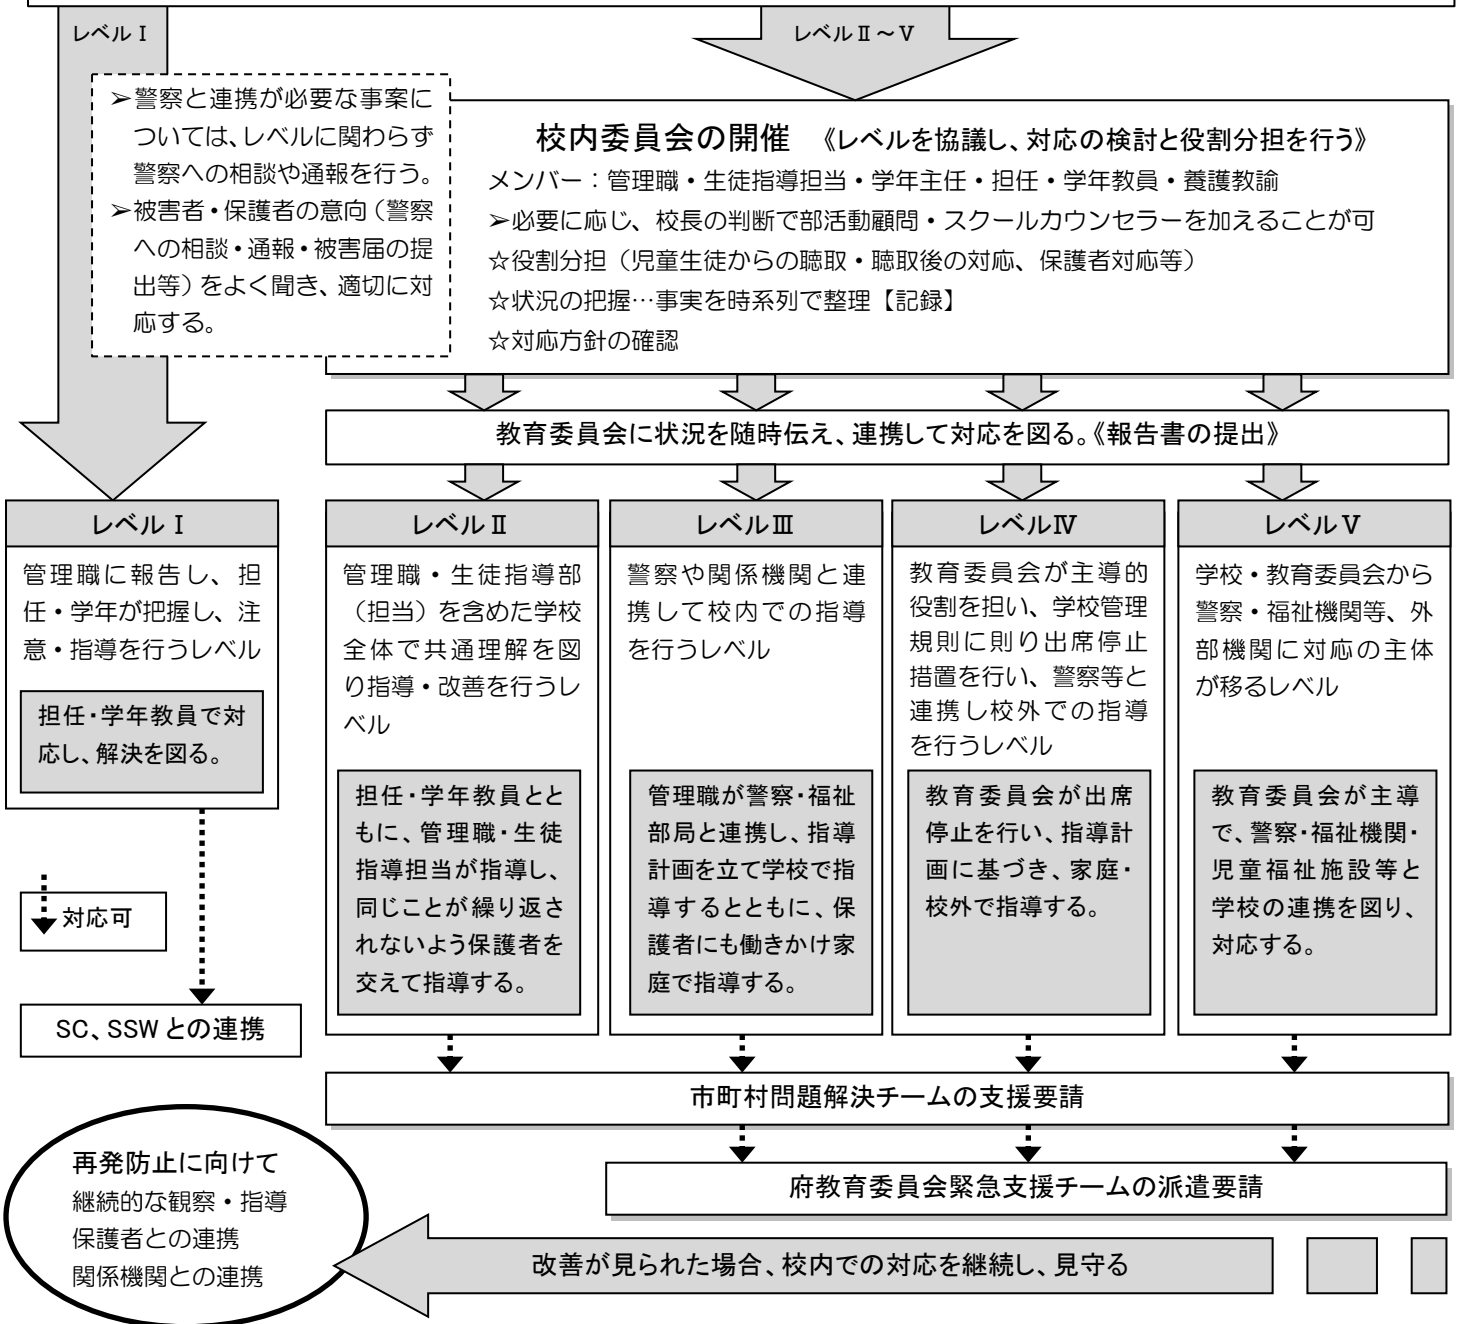 レベルⅠ
レベルⅡ～Ⅴ
➢警察と連携が必要な事案に
ついては、レベルに関わらず
警察への相談や通報を行う。
➢被害者・保護者の意向（警察
への相談・通報・被害届の提
出等）をよく聞き、適切に対
応する。
校内委員会の開催　《レベルを協議し、対応の検討と役割分担を行う》
メンバー：管理職・生徒指導担当・学年主任・担任・学年教員・養護教諭
➢必要に応じ、校長の判断で部活動顧問・スクールカウンセラーを加えることが可
☆役割分担（児童生徒からの聴取・聴取後の対応、保護者対応等）
☆状況の把握…事実を時系列で整理【記録】
☆対応方針の確認
教育委員会に状況を随時伝え、連携して対応を図る。《報告書の提出》
レベルⅠ
管理職に報告し、担
任・学年が把握し、注
意・指導を行うレベル
担任・学年教員で対
応し、解決を図る。
レベルⅡ
管理職・生徒指導部
（担当）を含めた学校
全体で共通理解を図
り指導・改善を行うレ
ベル
担任・学年教員とと
もに、管理職・生徒
指導担当が指導し、
同じことが繰り返さ
れないよう保護者を
交えて指導する。
レベルⅢ
警察や関係機関と連
携して校内での指導
を行うレベル
管理職が警察・福祉
部局と連携し、指導
計画を立て学校で指
導するとともに、保
護者にも働きかけ家
庭で指導する。
レベルⅣ
教育委員会が主導的
役割を担い、学校管理
規則に則り出席停止
措置を行い、警察等と
連携し校外での指導
を行うレベル
教育委員会が出席
停止を行い、指導計
画に基づき、家庭・
校外で指導する。
レベルⅤ
学校・教育委員会から
警察・福祉機関等、外
部機関に対応の主体
が移るレベル
教育委員会が主導
で、警察・福祉機関・
児童福祉施設等と
学校の連携を図り、
対応する。
対応可
SC、SSWとの連携
市町村問題解決チームの支援要請
府教育委員会緊急支援チームの派遣要請
再発防止に向けて
継続的な観察・指導
保護者との連携
関係機関との連携
改善が見られた場合、校内での対応を継続し、見守る